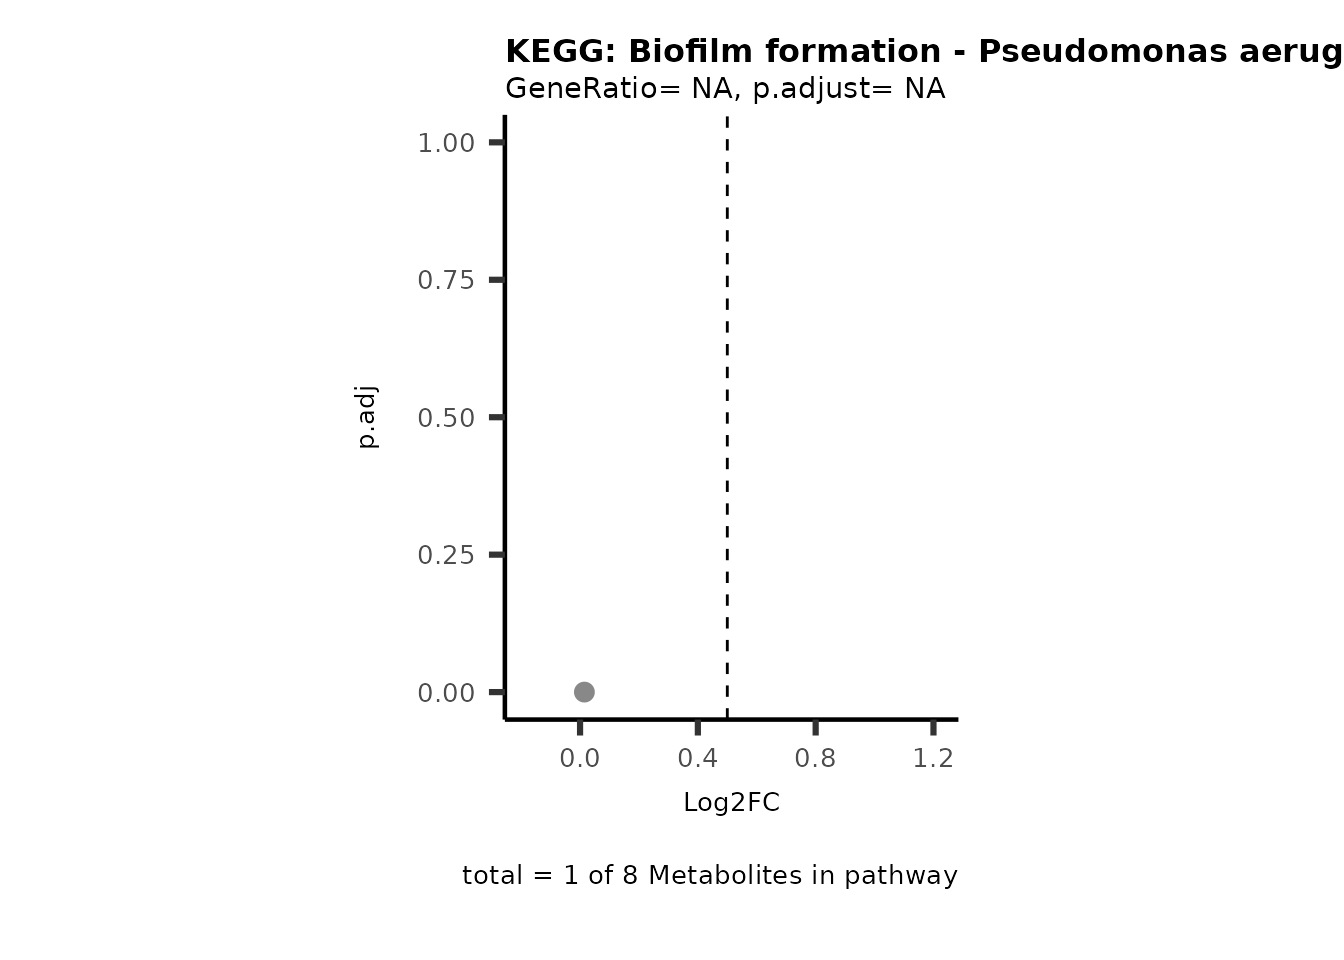 KEGG: Biofilm formation - Pseudomonas aerug
GeneRatio= NA, p.adjust= NA
1.00
0.75
0.50
0.25
0.00
p.adj
0.0 0.4 0.8 1.2
Log2FC
total = 1 of 8 Metabolites in pathway